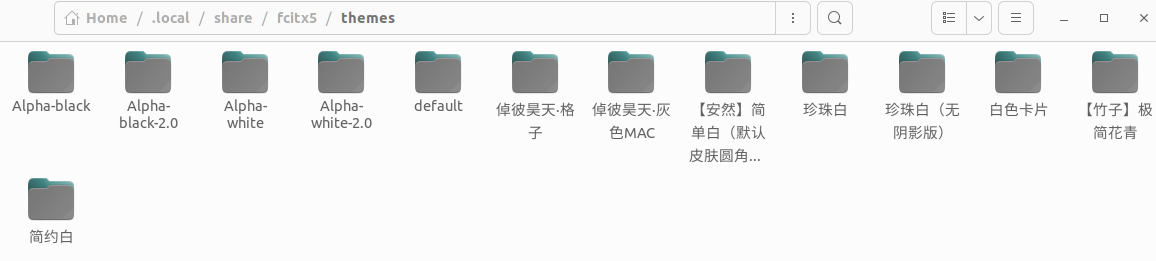 Home / .local / share / fcitx5 / themes
Alpha-black
Alpha-
black-2.0
Alpha-
white
Alpha-
white-2.0
default
倬彼昊天·格
子
倬彼昊天·灰
色MAC
【安然】简
单白（默认
皮肤圆角...
珍珠白
珍珠白（无
阴影版）
白色卡片
【竹子】极
简花青
简约白